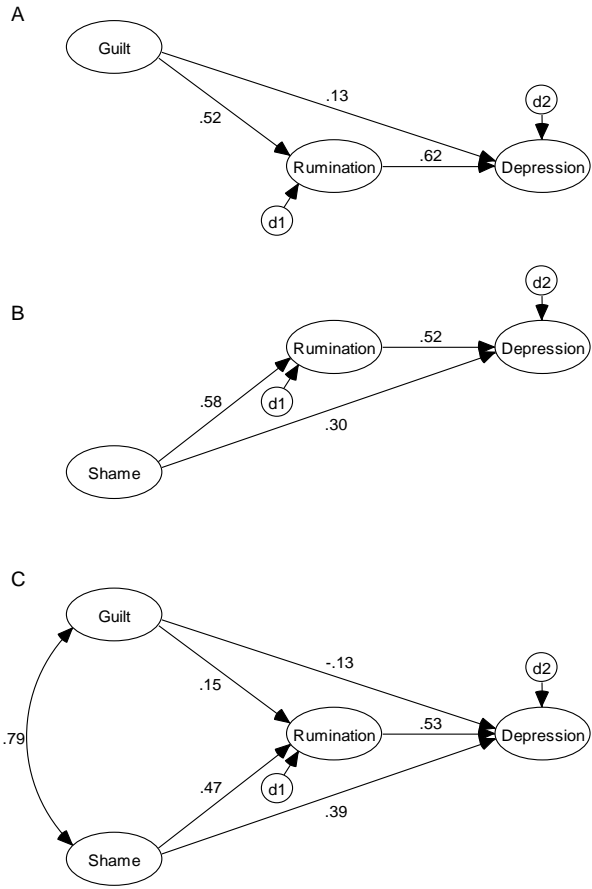 A
Guilt
.13
d2
.52
Rumination
.62
Depression
d1
B
d2
Rumination
.52
Depression
.58
d1
.30
Shame
C
Guilt
-.13
d2
.15
.79
Rumination
.53
Depression
.47
d1
.39
Shame